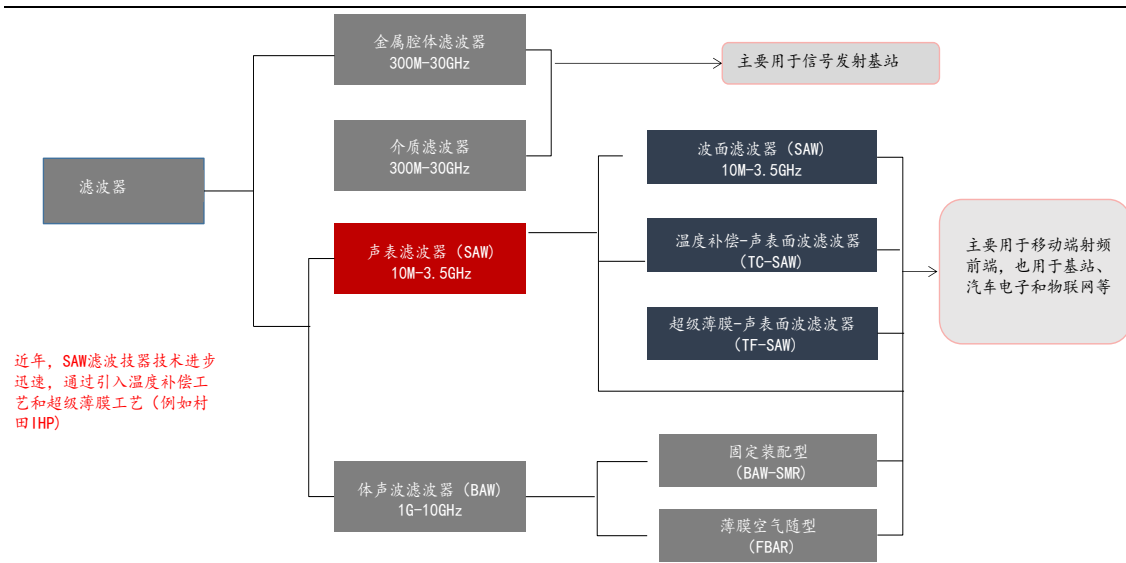 金属腔体滤波器
300M-30GHz
主要用于信号发射基站
介质滤波器
300M-30GHz
波面滤波器（SAW）
10M-3.5GHz
滤波器
声表滤波器（SAW）
10M-3.5GHz
温度补偿-声表面波滤波器
（TC-SAW）
主要用于移动端射频
前端，也用于基站、
汽车电子和物联网等
超级薄膜-声表面波滤波器
（TF-SAW）
近年，SAW滤波技器技术进步
迅速，通过引入温度补偿工
艺和超级薄膜工艺（例如村
田IHP）
固定装配型
（BAW-SMR）
体声波滤波器（BAW）
1G-10GHz
薄膜空气随型
（FBAR）